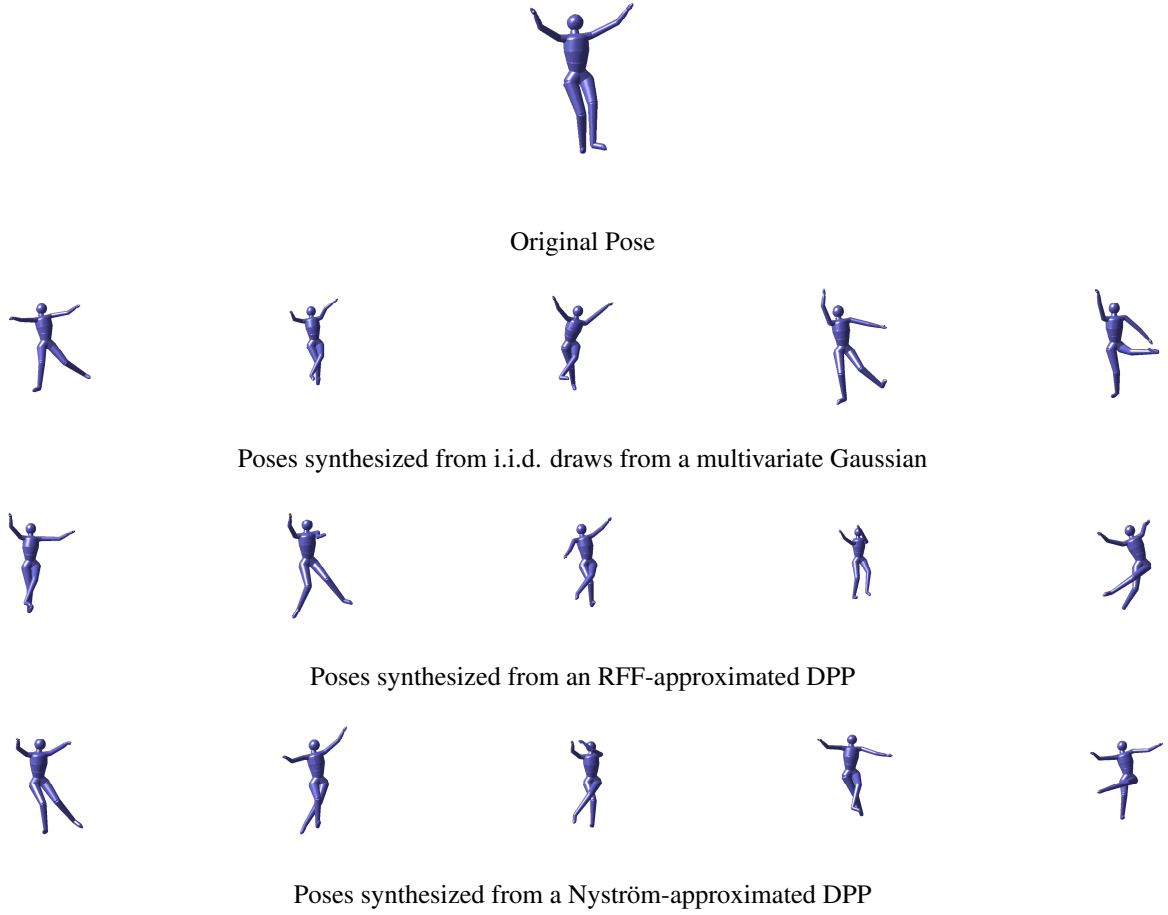 Original Pose
Poses synthesized from i.i.d. draws from a multivariate Gaussian
Poses synthesized from an RFF-approximated DPP
Poses synthesized from a Nyström-approximated DPP